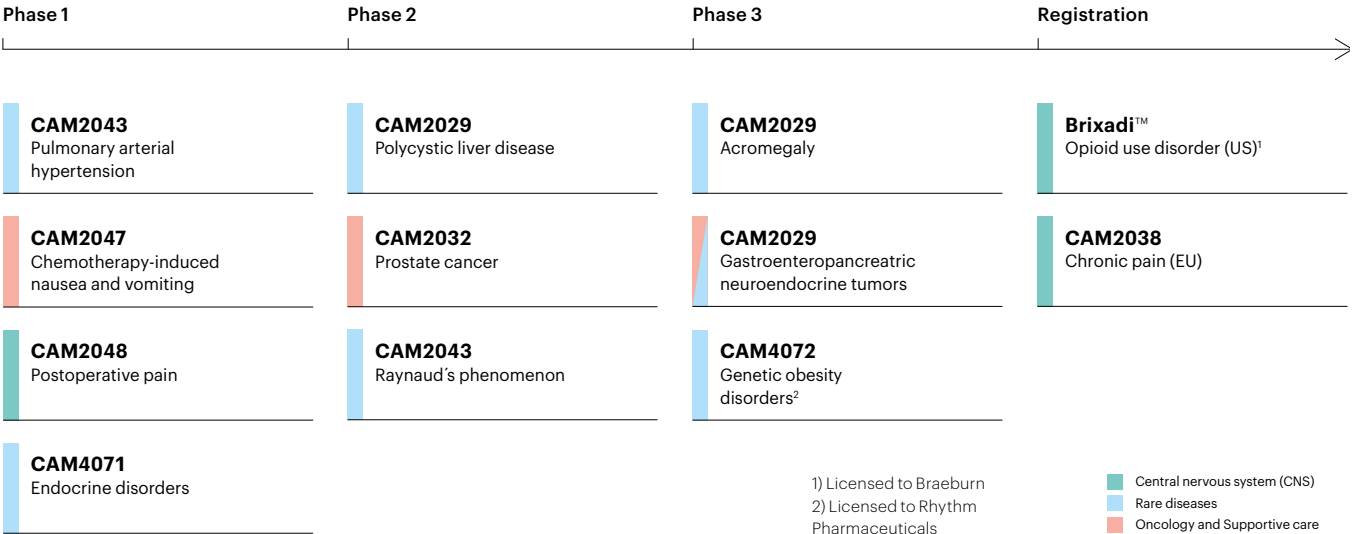 Phase 1
Phase 2
Phase 3
Registration
CAM2043
Pulmonary arterial
hypertension
CAM2029
Polycystic liver disease
CAM2029
Acromegaly
Brixadi™
Opioid use disorder (US)¹
CAM2047
Chemotherapy-induced
nausea and vomiting
CAM2032
Prostate cancer
CAM2029
Gastroenteropancreatric
neuroendocrine tumors
CAM2038
Chronic pain (EU)
CAM2048
Postoperative pain
CAM2043
Raynaud´s phenomenon
CAM4072
Genetic obesity
disorders²
CAM4071
Endocrine disorders
1) Licensed to Braeburn
2) Licensed to Rhythm
Pharmaceuticals
Central nervous system (CNS)
Rare diseases
Oncology and Supportive care